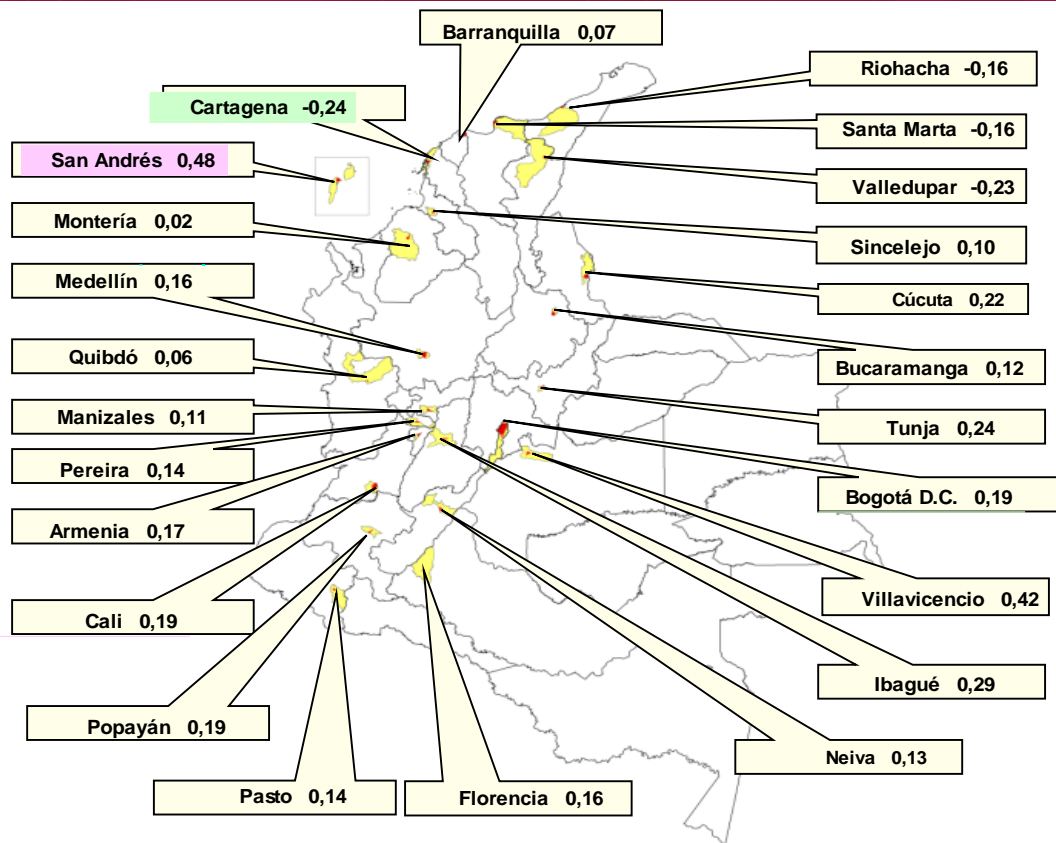 Barranquilla 0,07
Riohacha -0,16
Cartagena -0,24
Santa Marta -0,16
San Andrés 0,48
Valledupar -0,23
Montería 0,02
Sincelejo 0,10
Medellín 0,16
Cúcuta 0,22
Quibdó 0,06
Bucaramanga 0,12
Manizales 0,11
Tunja 0,24
Pereira 0,14
Bogotá D.C. 0,19
Armenia 0,17
Villavicencio 0,42
Cali 0,19
Ibagué 0,29
Popayán 0,19
Neiva 0,13
Pasto 0,14
Florencia 0,16